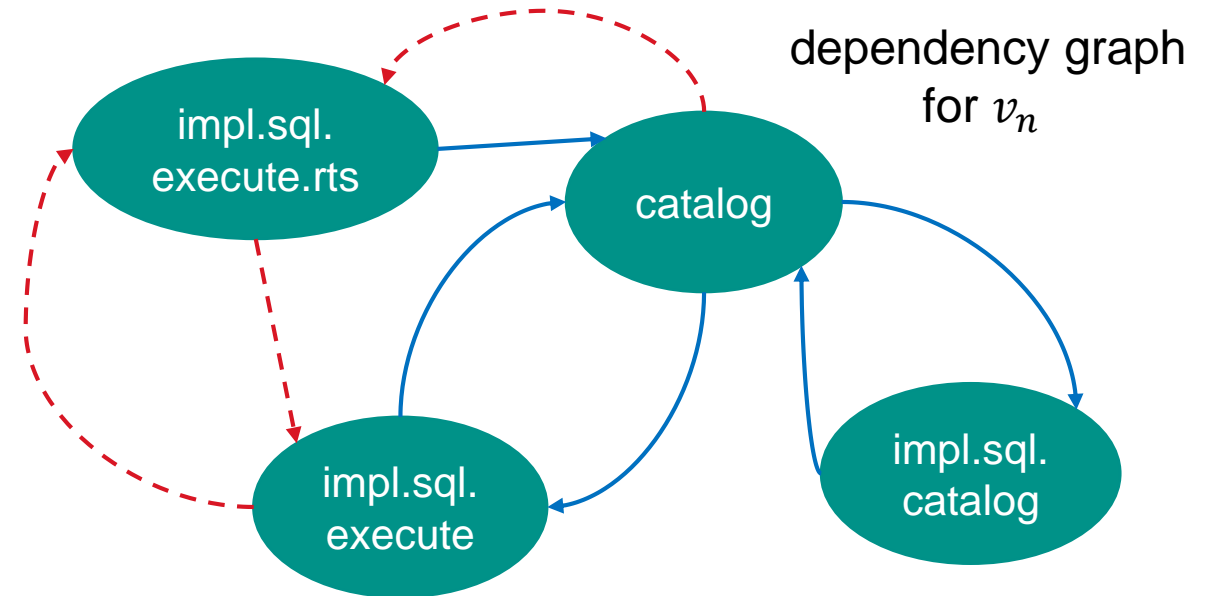 dependency graph
for vₙ
impl.sql.
execute.rts
catalog
impl.sql.
execute
impl.sql.
catalog